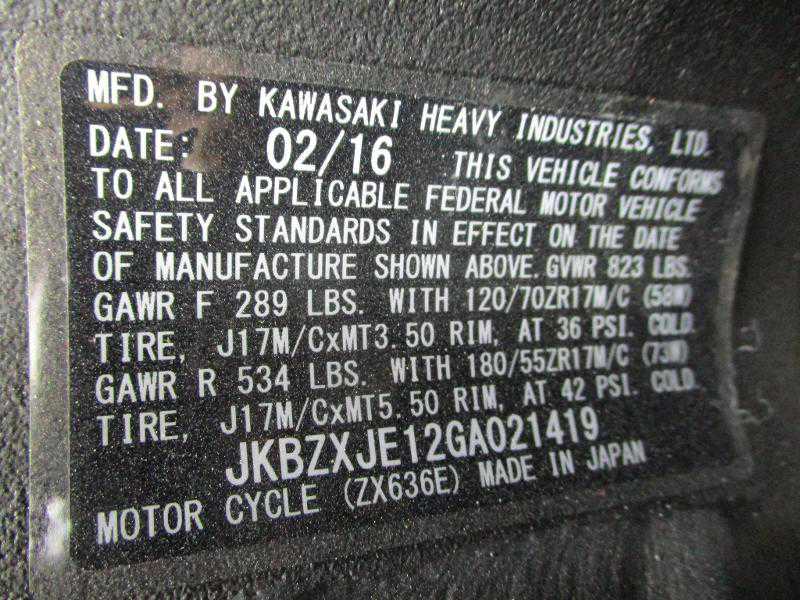 MFD. BY KAWASAKI HEAVY INDUSTRIES, LTD.
DATE: 02/16 THIS VEHICLE CONFORMS
TO ALL APPLICABLE FEDERAL MOTOR VEHICLE
SAFETY STANDARDS IN EFFECT ON THE DATE
OF MANUFACTURE SHOWN ABOVE. GVWR 823 LBS.
GAWR F 289 LBS. WITH 120/70ZR17M/C (58W)
TIRE, J17M/CxMT3.50 RIM, AT 36 PSI. COLD.
GAWR R 534 LBS. WITH 180/55ZR17M/C (73W)
TIRE, J17M/CxMT5.50 RIM, AT 42 PSI. COLD.
JKBZXJE12GA021419
MOTOR CYCLE (ZX636E) MADE IN JAPAN